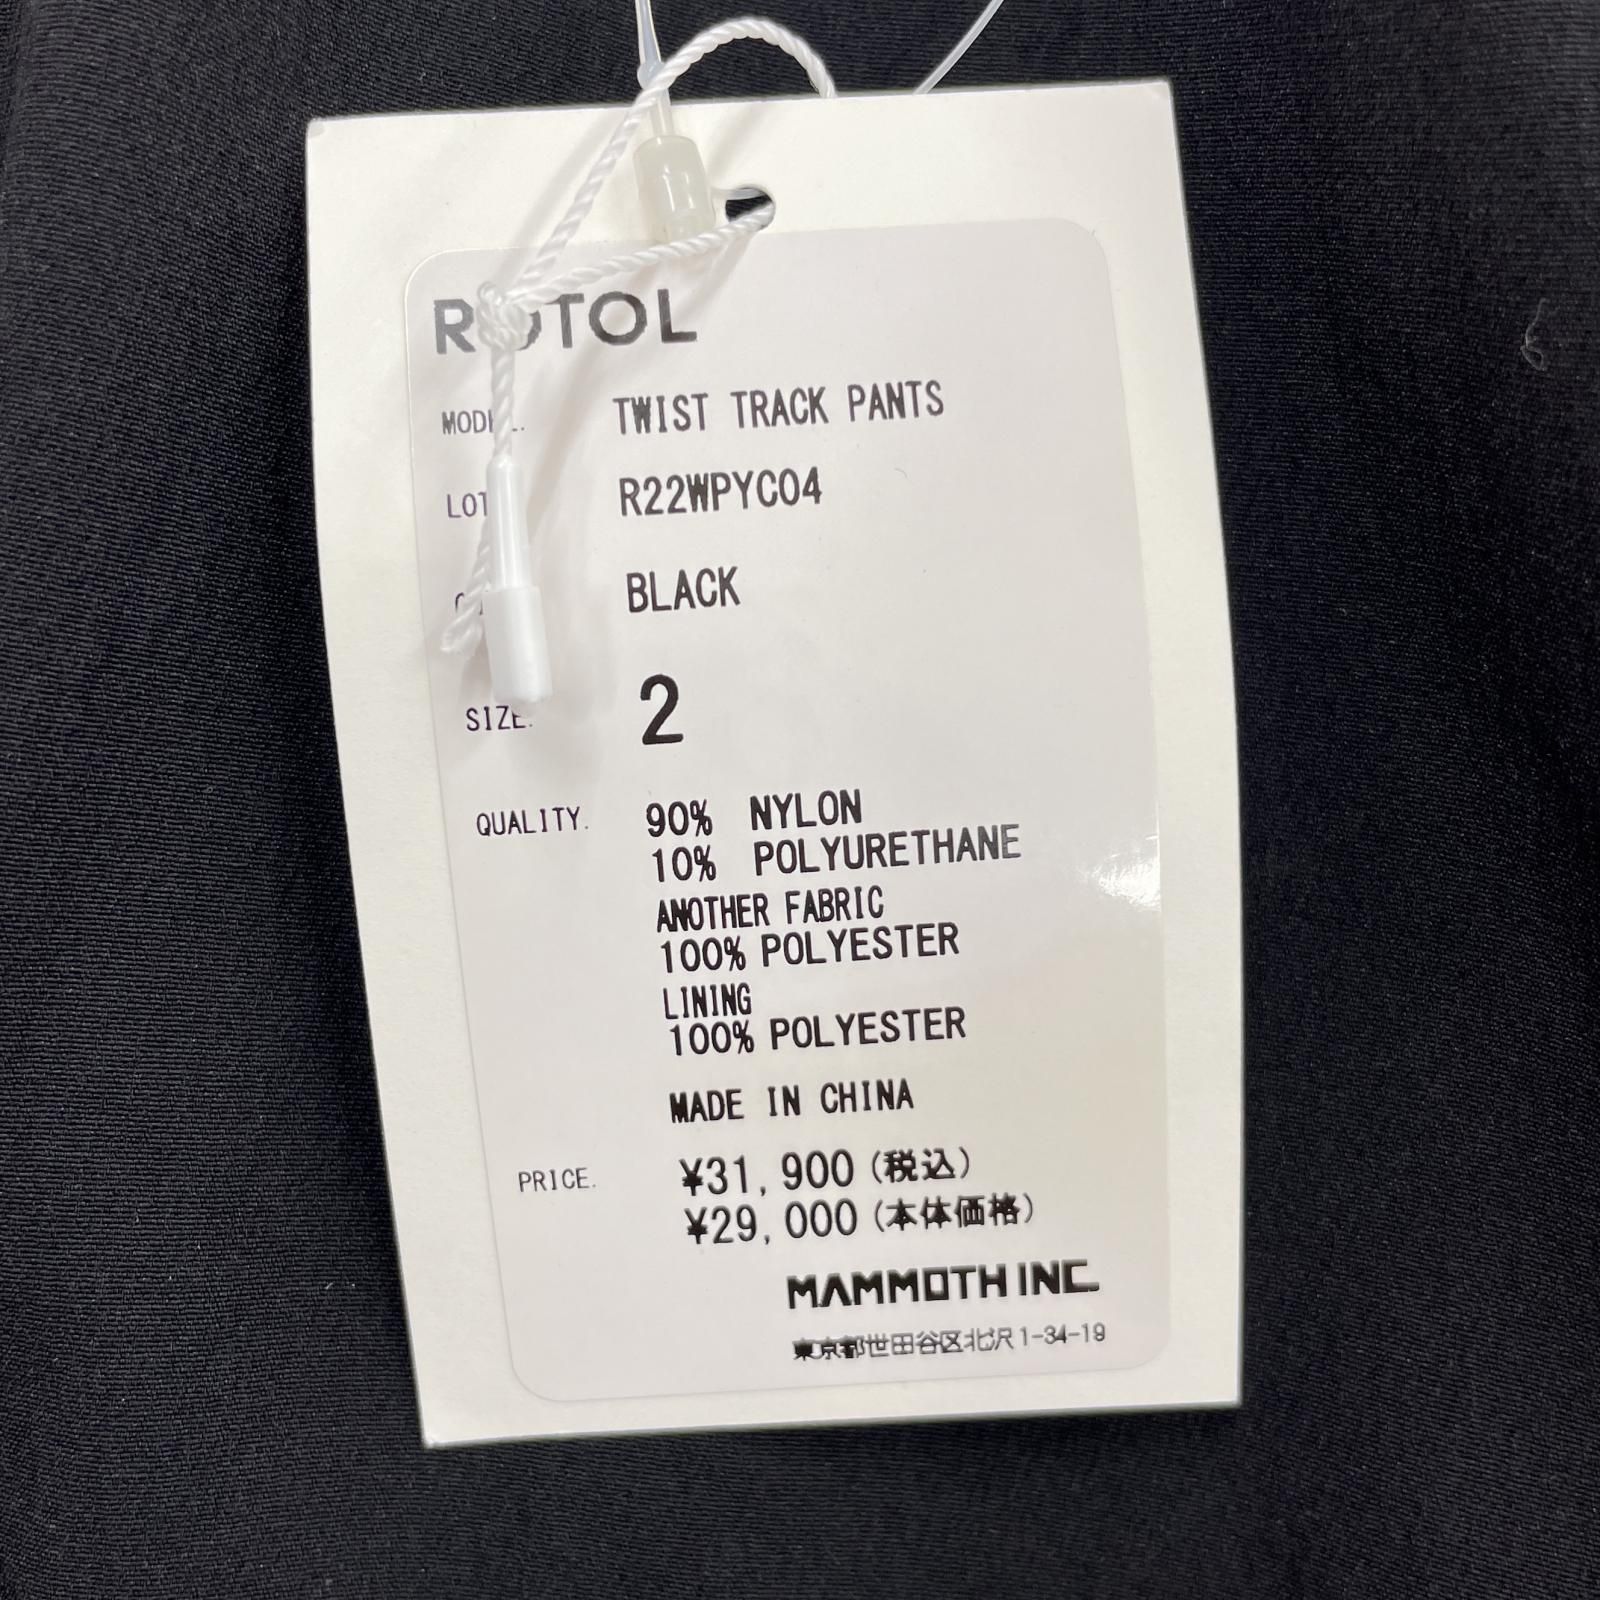 ROTOL
TWIST TRACK PANTS
R22WPYC04
BLACK
SIZE. 2
QUALITY. 90% NYLON
10% POLYURETHANE
ANOTHER FABRIC
100% POLYESTER
LINING
100% POLYESTER
MADE IN CHINA
PRICE. ¥31,900(税込)
¥29,000(本体価格)
MAMMOTH INC.
東京都世田谷区北沢1-34-19